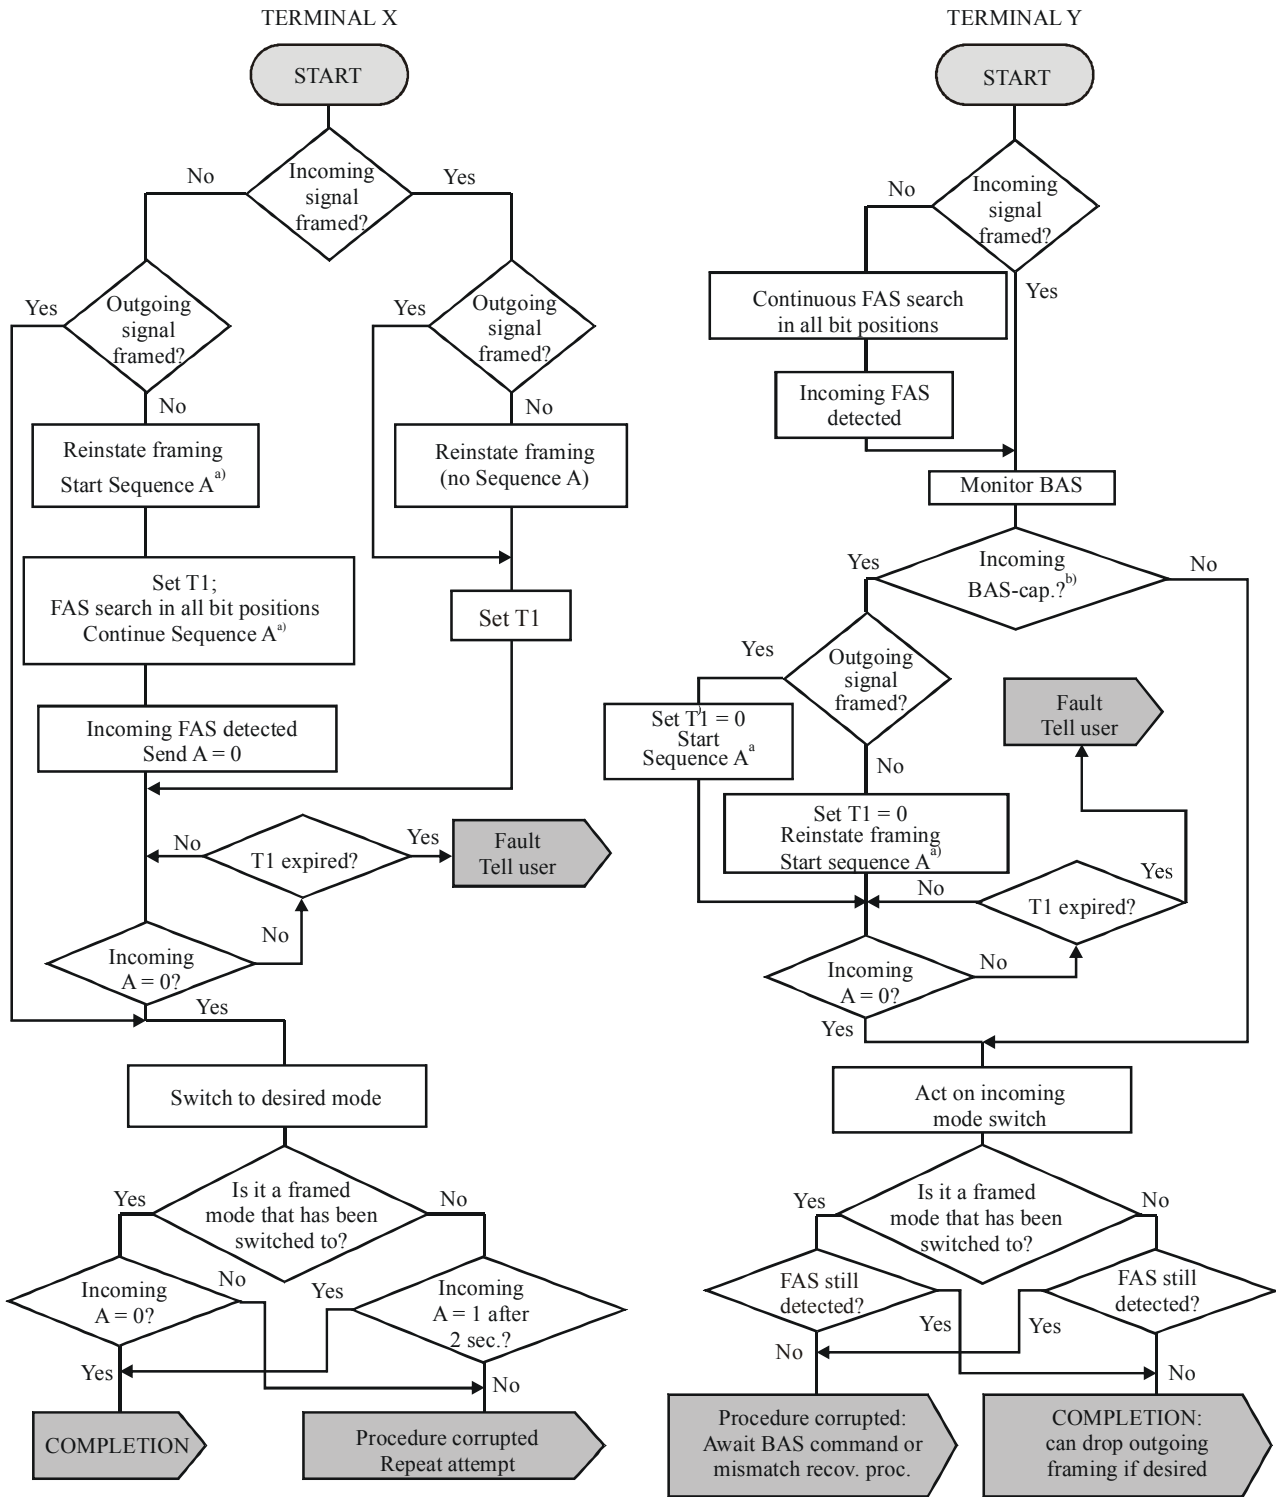 TERMINAL X
START
Incoming
signal
framed?
No
Yes
Yes
Outgoing
signal
framed?
No
Yes
Outgoing
signal
framed?
No
Reinstate framing
Start Sequence Aa)
Reinstate framing
(no Sequence A)
Set T1;
FAS search in all bit positions
Continue Sequence Aa)
Set T1
Incoming FAS detected
Send A = 0
No
T1 expired?
Yes
Fault
Tell user
No
Incoming
A = 0?
Yes
Switch to desired mode
Yes
Is it a framed
mode that has been
switched to?
No
Incoming
A = 0?
No
Yes
Incoming
A = 1 after
2 sec.?
Yes
No
COMPLETION
Procedure corrupted
Repeat attempt
TERMINAL Y
START
No
Incoming
signal
framed?
Yes
Continuous FAS search
in all bit positions
Incoming FAS
detected
Monitor BAS
Yes
Incoming
BAS-cap.?b)
No
Yes
Outgoing
signal
framed?
Fault
Tell user
Set T1 = 0
Start
Sequence Aa
No
Set T1 = 0
Reinstate framing
Start sequence Aa)
Yes
No
T1 expired?
Incoming
A = 0?
No
Yes
Act on incoming
mode switch
Yes
Is it a framed
mode that has been
switched to?
No
FAS still
detected?
Yes
Yes
FAS still
detected?
No
No
Procedure corrupted:
Await BAS command or
mismatch recov. proc.
COMPLETION:
can drop outgoing
framing if desired